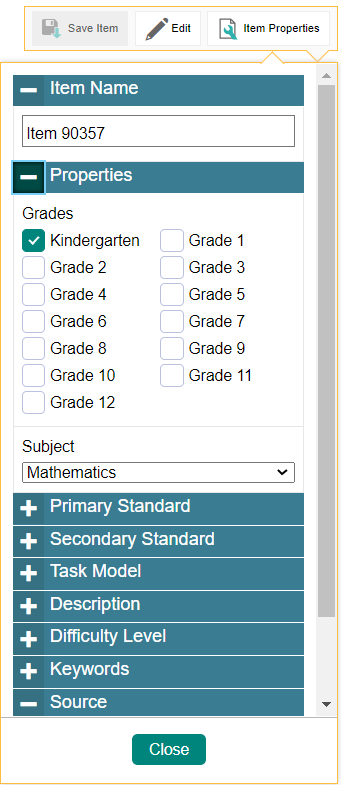 Save Item Edit Item Properties
Item Name
Item 90357
Properties
Grades
Kindergarten Grade 1
Grade 2 Grade 3
Grade 4 Grade 5
Grade 6 Grade 7
Grade 8 Grade 9
Grade 10 Grade 11
Grade 12
Subject
Mathematics
Primary Standard
Secondary Standard
Task Model
Description
Difficulty Level
Keywords
Source
Close